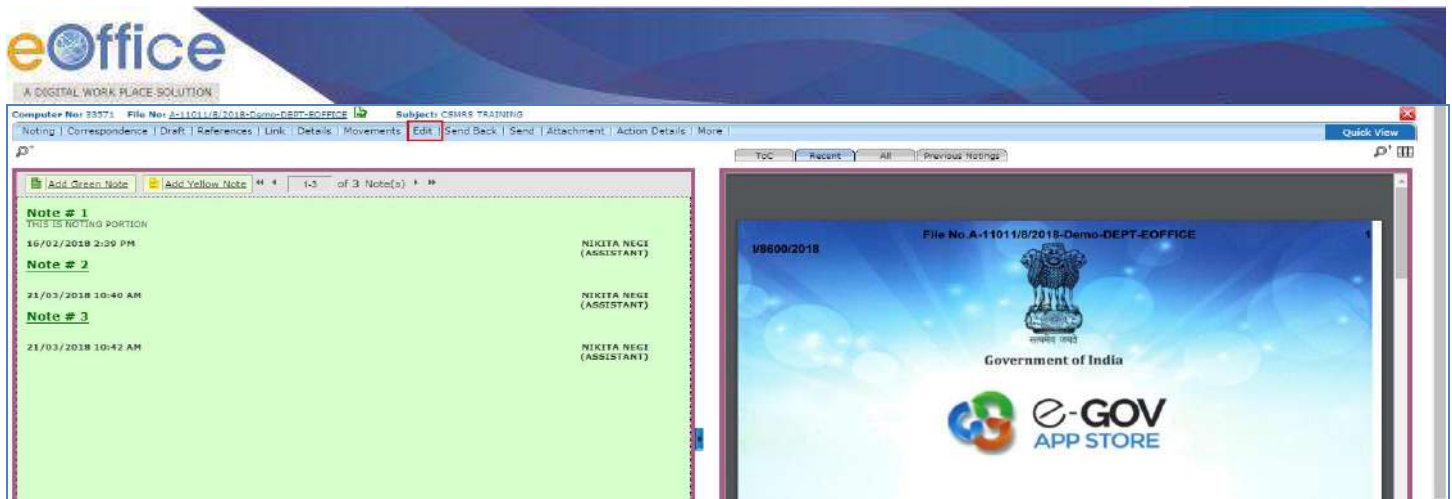 eOffice
A DIGITAL WORK PLACE SOLUTION
Computer No: 33571 File No: A-11011/8/2018-Demo-DEPT-EOFFICE Subject: CSMRS TRAINING
Noting | Correspondence | Draft | References | Link | Details | Movements | Edit | Send Back | Send | Attachment | Action Details | More |
Quick View
ToC Recent All Previous Notings
Add Green Note Add Yellow Note 1-3 of 3 Note(s)
Note # 1
THIS IS NOTING PORTION
16/02/2018 2:39 PM NIKITA NEGI
(ASSISTANT)
Note # 2
21/03/2018 10:40 AM NIKITA NEGI
(ASSISTANT)
Note # 3
21/03/2018 10:42 AM NIKITA NEGI
(ASSISTANT)
File No.A-11011/8/2018-Demo-DEPT-EOFFICE 1
I/8600/2018
सत्यमेव जयते
Government of India
e-GOV
APP STORE